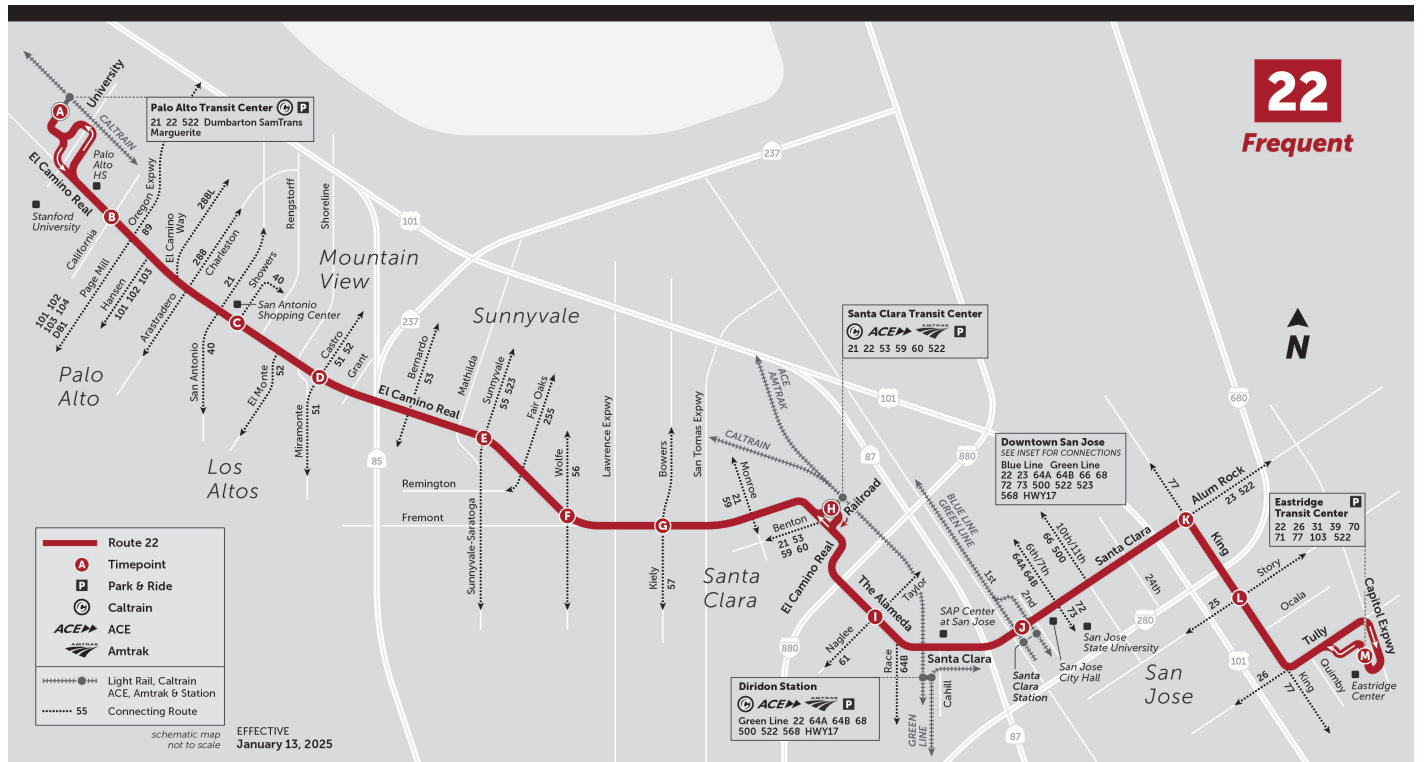 22
Frequent
A
University
Palo Alto Transit Center
P
21 22 522 Dumbarton SamTrans
Marguerite
CALTRAIN
Palo
Alto
HS
El Camino Real
Stanford
University
B
California
Oregon Expwy
89
Page Mill
101 102
103 104
DB1
Hansen
101 102 103
El Camino
Way
288L
288
Charleston
Arastradero
21
Showers
40
C
San Antonio
Shopping Center
San Antonio
40
Rengstorff
Shoreline
Mountain
View
101
237
237
Palo
Alto
El Monte
52
D
Castro
51 52
Grant
Miramonte
51
Los
Altos
85
Bernardo
53
El Camino Real
Mathilda
Sunnyvale
E
Sunnyvale
55 523
Fair Oaks
255
Remington
Fremont
Sunnyvale-Saratoga
Wolfe
56
F
Lawrence Expwy
Bowers
G
Kiely
57
San Tomas Expwy
Monroe
21
59
ACE
AMTRAK
CALTRAIN
Santa Clara Transit Center
ACE
AMTRAK
P
21 22 53 59 60 522
101
87
880
H
Railroad
Benton
21 53
59 60
Santa
Clara
El Camino Real
The Alameda
Taylor
I
Naglee
61
880
Race
64B
SAP Center
at San Jose
Santa Clara
Cahill
GREEN
LINE
Diridon Station
ACE
AMTRAK
P
Green Line 22 64A 64B 68
500 522 568 HWY17
BLUE LINE
GREEN LINE
1st
2nd
J
Santa
Clara
Station
San Jose
City Hall
San Jose
State University
6th/7th
64A 64B
10th/11th
66 500
72
73
Downtown San Jose
SEE INSET FOR CONNECTIONS
Blue Line Green Line
22 23 64A 64B 66 68
72 73 500 522 523
568 HWY17
Santa Clara
24th
87
280
680
77
K
Alum Rock
23 522
King
Story
25
L
Ocala
San
Jose
101
26
King
77
Tully
Quimby
M
Capitol Expwy
Eastridge
Center
Eastridge
Transit Center
P
22 26 31 39 70
71 77 103 522
N
Route 22
A
Timepoint
P
Park & Ride
Caltrain
ACE
ACE
AMTRAK
Amtrak
Light Rail, Caltrain
ACE, Amtrak & Station
55
Connecting Route
schematic map
not to scale
EFFECTIVE
January 13, 2025